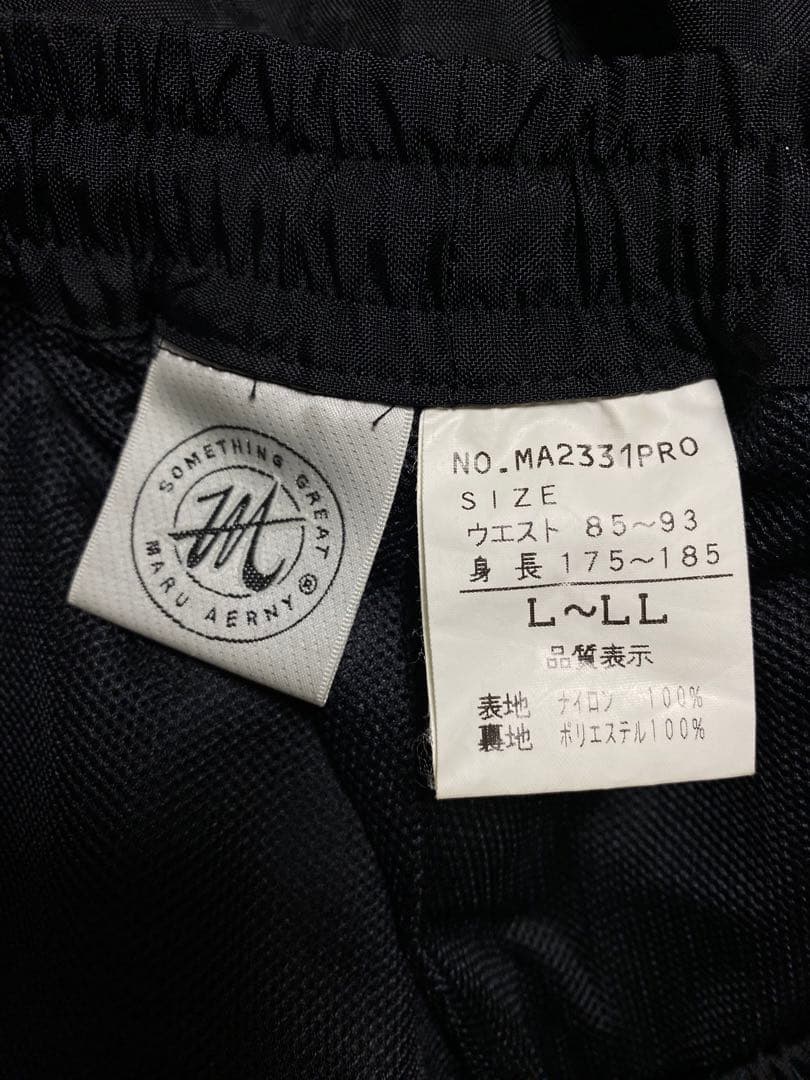 SOMETHING GREAT
M
MARU AERNY®
NO.MA2331PRO
SIZE
ウエスト 85〜93
身長 175〜185
L〜LL
品質表示
表地 ナイロン 100%
裏地 ポリエステル100%